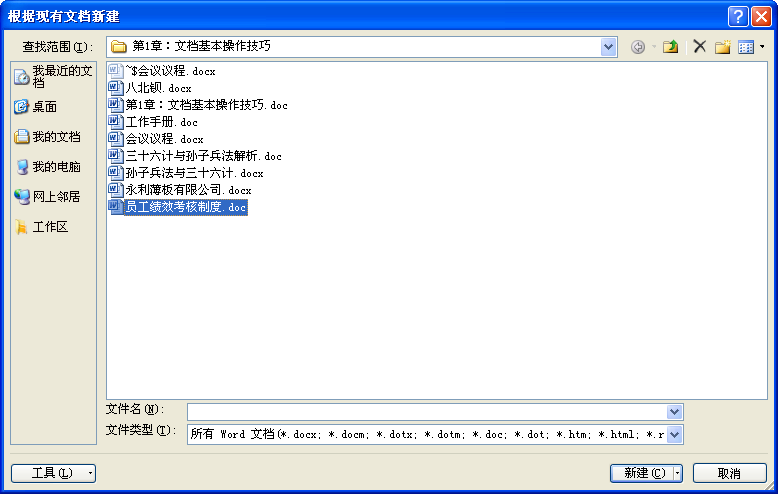 根据现有文档新建
查找范围(I):
第1章：文档基本操作技巧
我最近的文档
桌面
我的文档
我的电脑
网上邻居
工作区
~$会议议程.docx
八北钡.docx
第1章：文档基本操作技巧.doc
工作手册.doc
会议议程.docx
三十六计与孙子兵法解析.doc
孙子兵法与三十六计.docx
永利薄板有限公司.docx
员工绩效考核制度.doc
文件名(N):
文件类型(T):
所有 Word 文档(*.docx; *.docm; *.dotx; *.dotm; *.doc; *.dot; *.htm; *.html; *.r
工具(L)
新建(C)
取消